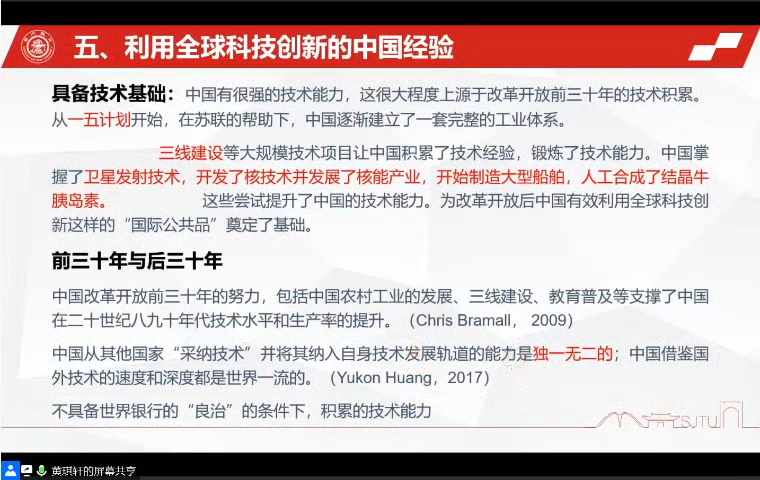 五、利用全球科技创新的中国经验
具备技术基础：中国有很强的技术能力，这很大程度上源于改革开放前三十年的技术积累。
从一五计划开始，在苏联的帮助下，中国逐渐建立了一套完整的工业体系。
三线建设等大规模技术项目让中国积累了技术经验，锻炼了技术能力。中国掌
握了卫星发射技术，开发了核技术并发展了核能产业，开始制造大型船舶，人工合成了结晶牛
胰岛素。 这些尝试提升了中国的技术能力。为改革开放后中国有效利用全球科技创
新这样的“国际公共品”奠定了基础。
前三十年与后三十年
中国改革开放前三十年的努力，包括中国农村工业的发展、三线建设、教育普及等支撑了中国
在二十世纪八九十年代技术水平和生产率的提升。（Chris Bramall， 2009）
中国从其他国家“采纳技术”并将其纳入自身技术发展轨道的能力是独一无二的；中国借鉴国
外技术的速度和深度都是世界一流的。（Yukon Huang，2017）
不具备世界银行的“良治”的条件下，积累的技术能力
SJTU
黄琪轩的屏幕共享